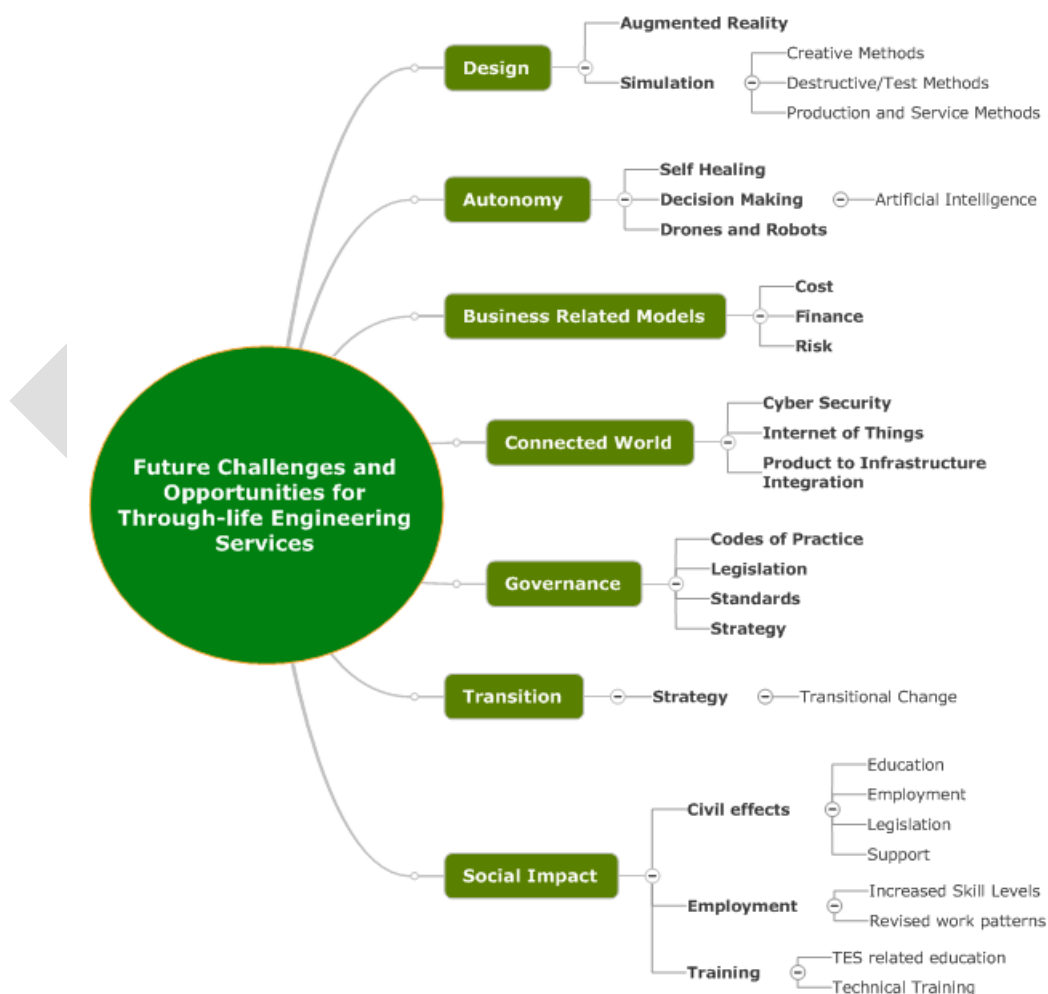 Future Challenges and
Opportunities for
Through-life Engineering
Services
Design
Augmented Reality
Simulation
Creative Methods
Destructive/Test Methods
Production and Service Methods
Autonomy
Self Healing
Decision Making
Artificial Intelligence
Drones and Robots
Business Related Models
Cost
Finance
Risk
Connected World
Cyber Security
Internet of Things
Product to Infrastructure
Integration
Governance
Codes of Practice
Legislation
Standards
Strategy
Transition
Strategy
Transitional Change
Social Impact
Civil effects
Education
Employment
Legislation
Support
Employment
Increased Skill Levels
Revised work patterns
Training
TES related education
Technical Training